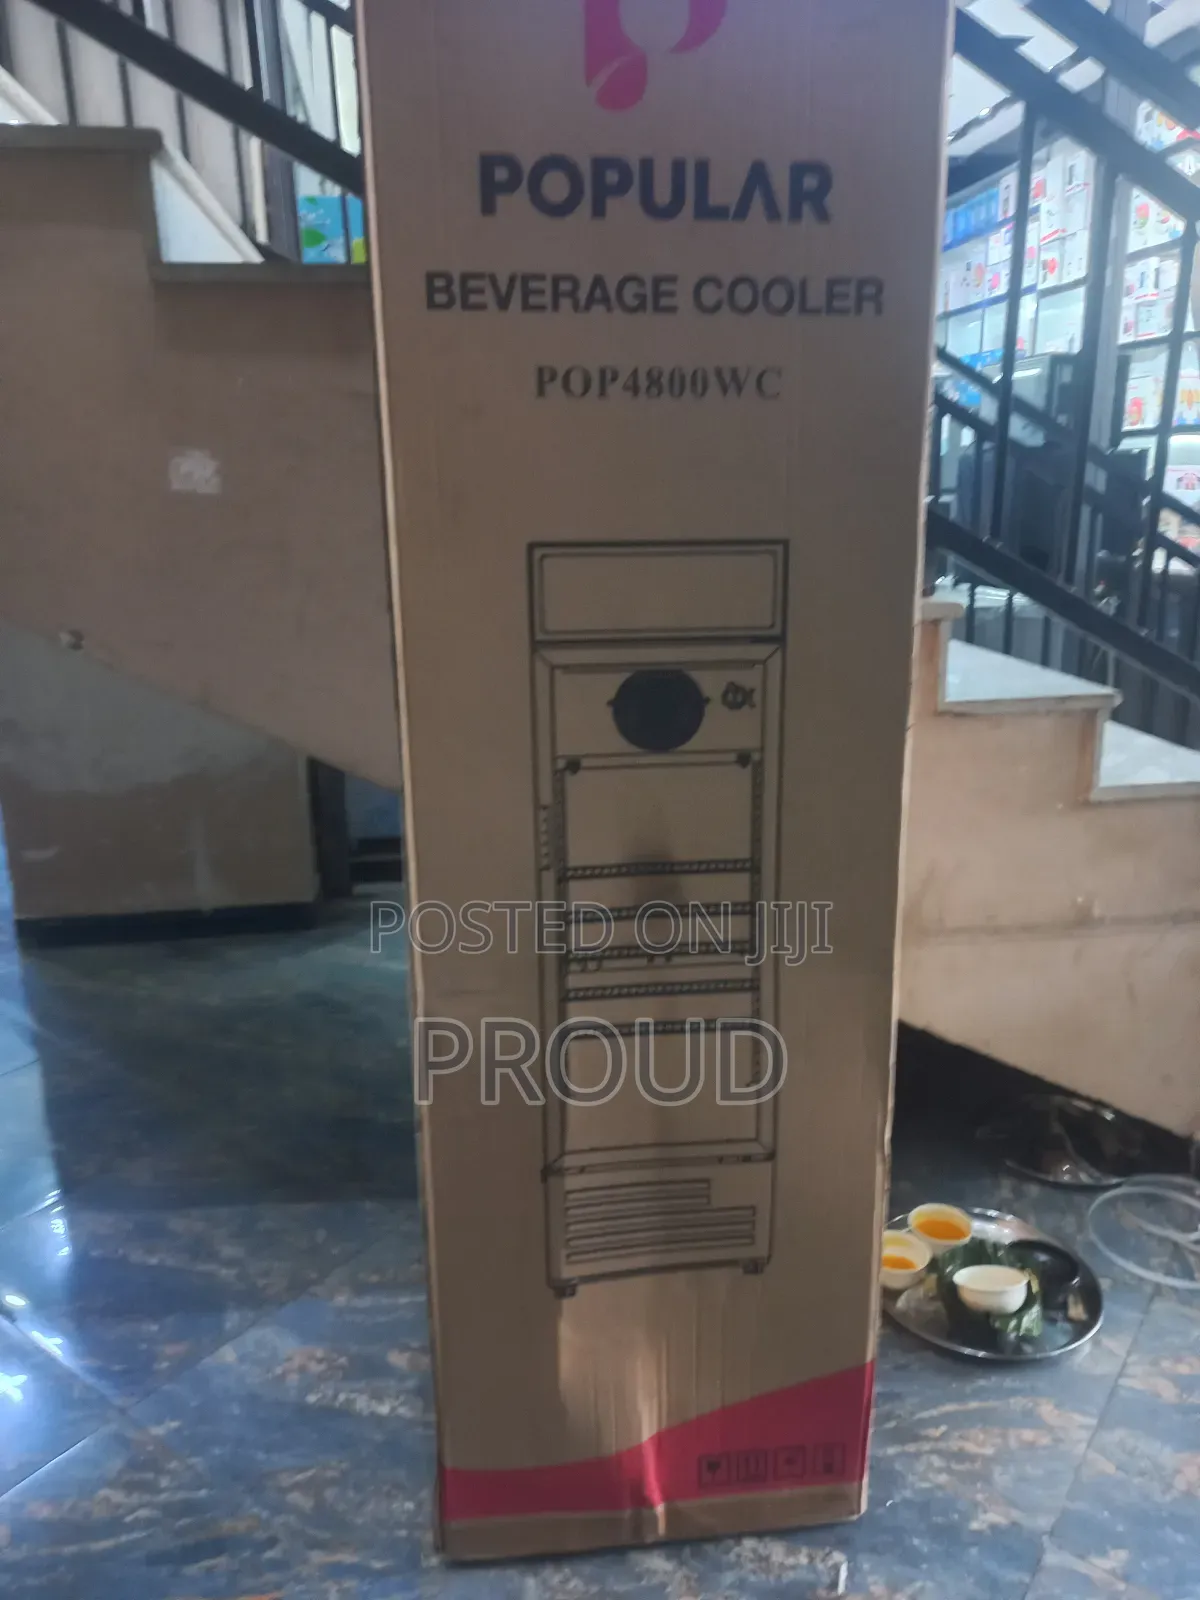 POPULAR
BEVERAGE COOLER
POP4800WC
POSTED ON JIJI
PROUD